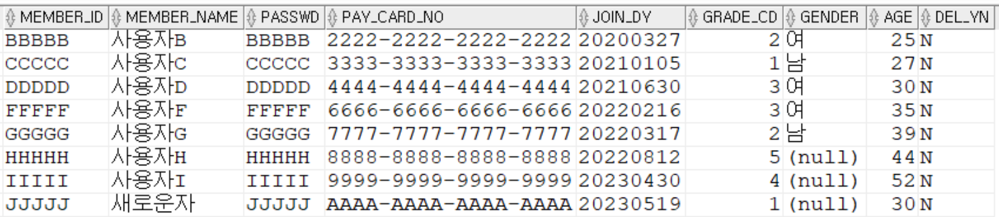 MEMBER_ID MEMBER_NAME PASSWD PAY_CARD_NO JOIN_DY GRADE_CD GENDER AGE DEL_YN
BBBBB 사용자B BBBBB 2222-2222-2222-2222 20200327 2 여 25 N
CCCCC 사용자C CCCCC 3333-3333-3333-3333 20210105 1 남 27 N
DDDDD 사용자D DDDDD 4444-4444-4444-4444 20210630 3 여 30 N
FFFFF 사용자F FFFFF 6666-6666-6666-6666 20220216 3 여 35 N
GGGGG 사용자G GGGGG 7777-7777-7777-7777 20220317 2 남 39 N
HHHHH 사용자H HHHHH 8888-8888-8888-8888 20220812 5 (null) 44 N
IIIII 사용자I IIIII 9999-9999-9999-9999 20230430 4 (null) 52 N
JJJJJ 새로운자 JJJJJ AAAA-AAAA-AAAA-AAAA 20230519 1 (null) 30 N